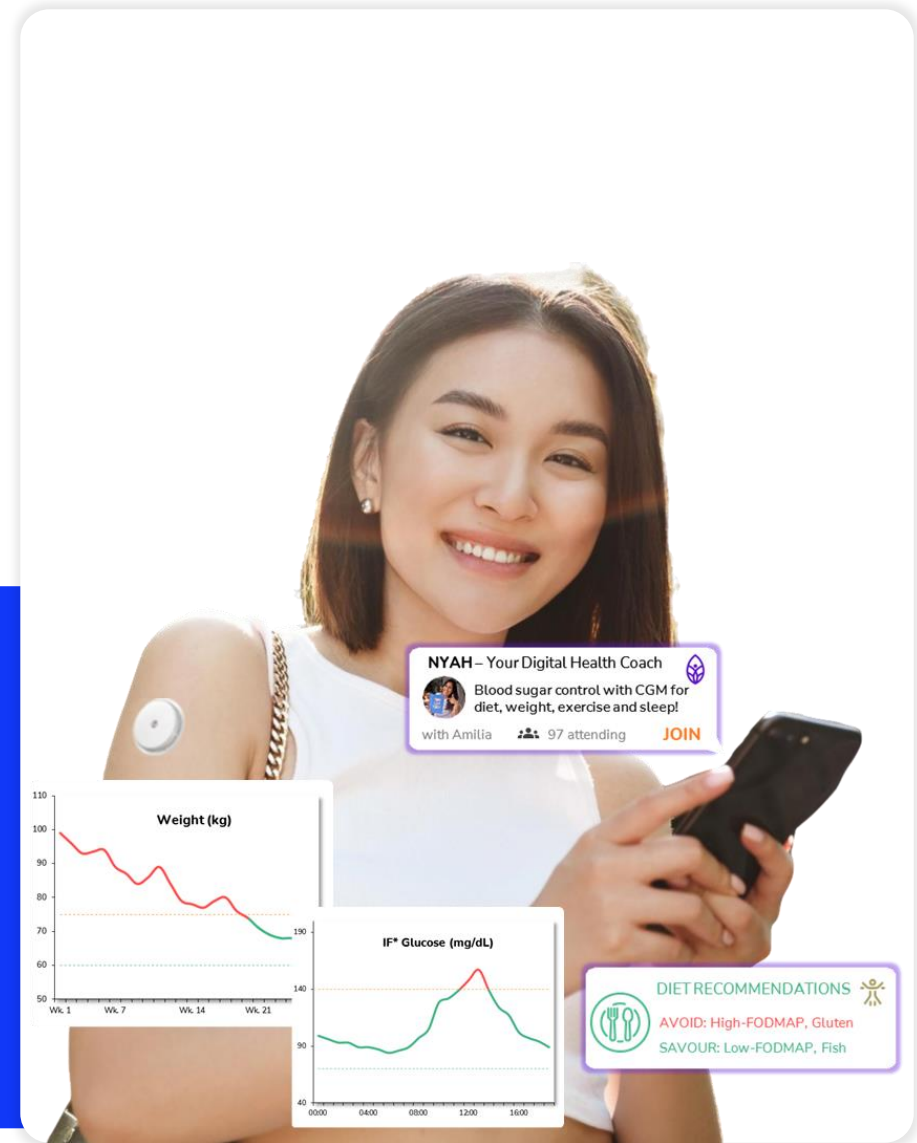 NYAH – Your Digital Health Coach
Blood sugar control with CGM for
diet, weight, exercise and sleep!
with Amilia 97 attending JOIN
Weight (kg)
110
100
90
80
70
60
50
Wk. 1 Wk. 7 Wk. 14 Wk. 21
IF* Glucose (mg/dL)
190
140
90
40
00:00 04:00 08:00 12:00 16:00
DIET RECOMMENDATIONS
AVOID: High-FODMAP, Gluten
SAVOUR: Low-FODMAP, Fish